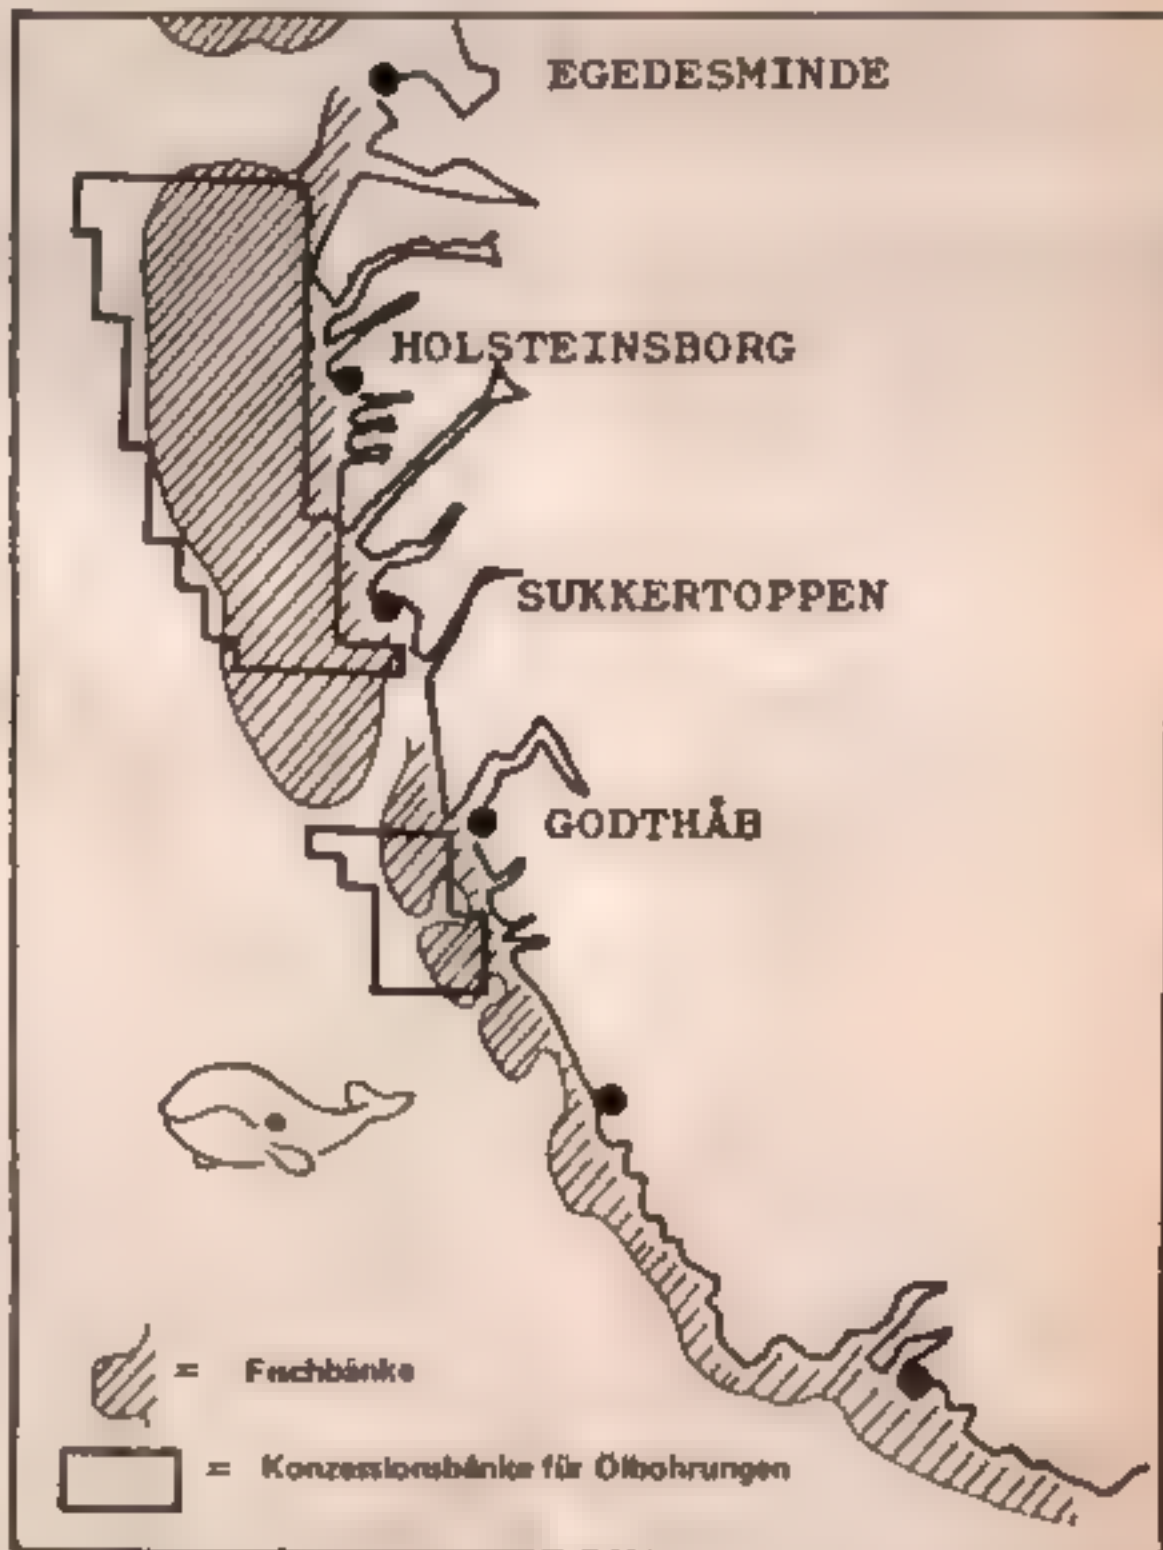 EGEDESMINDE
HOLSTEINSBORG
SUKKERTOPPEN
GODTHÅB
= Fischbänke
= Konzessionsbänke für Ölbohrungen